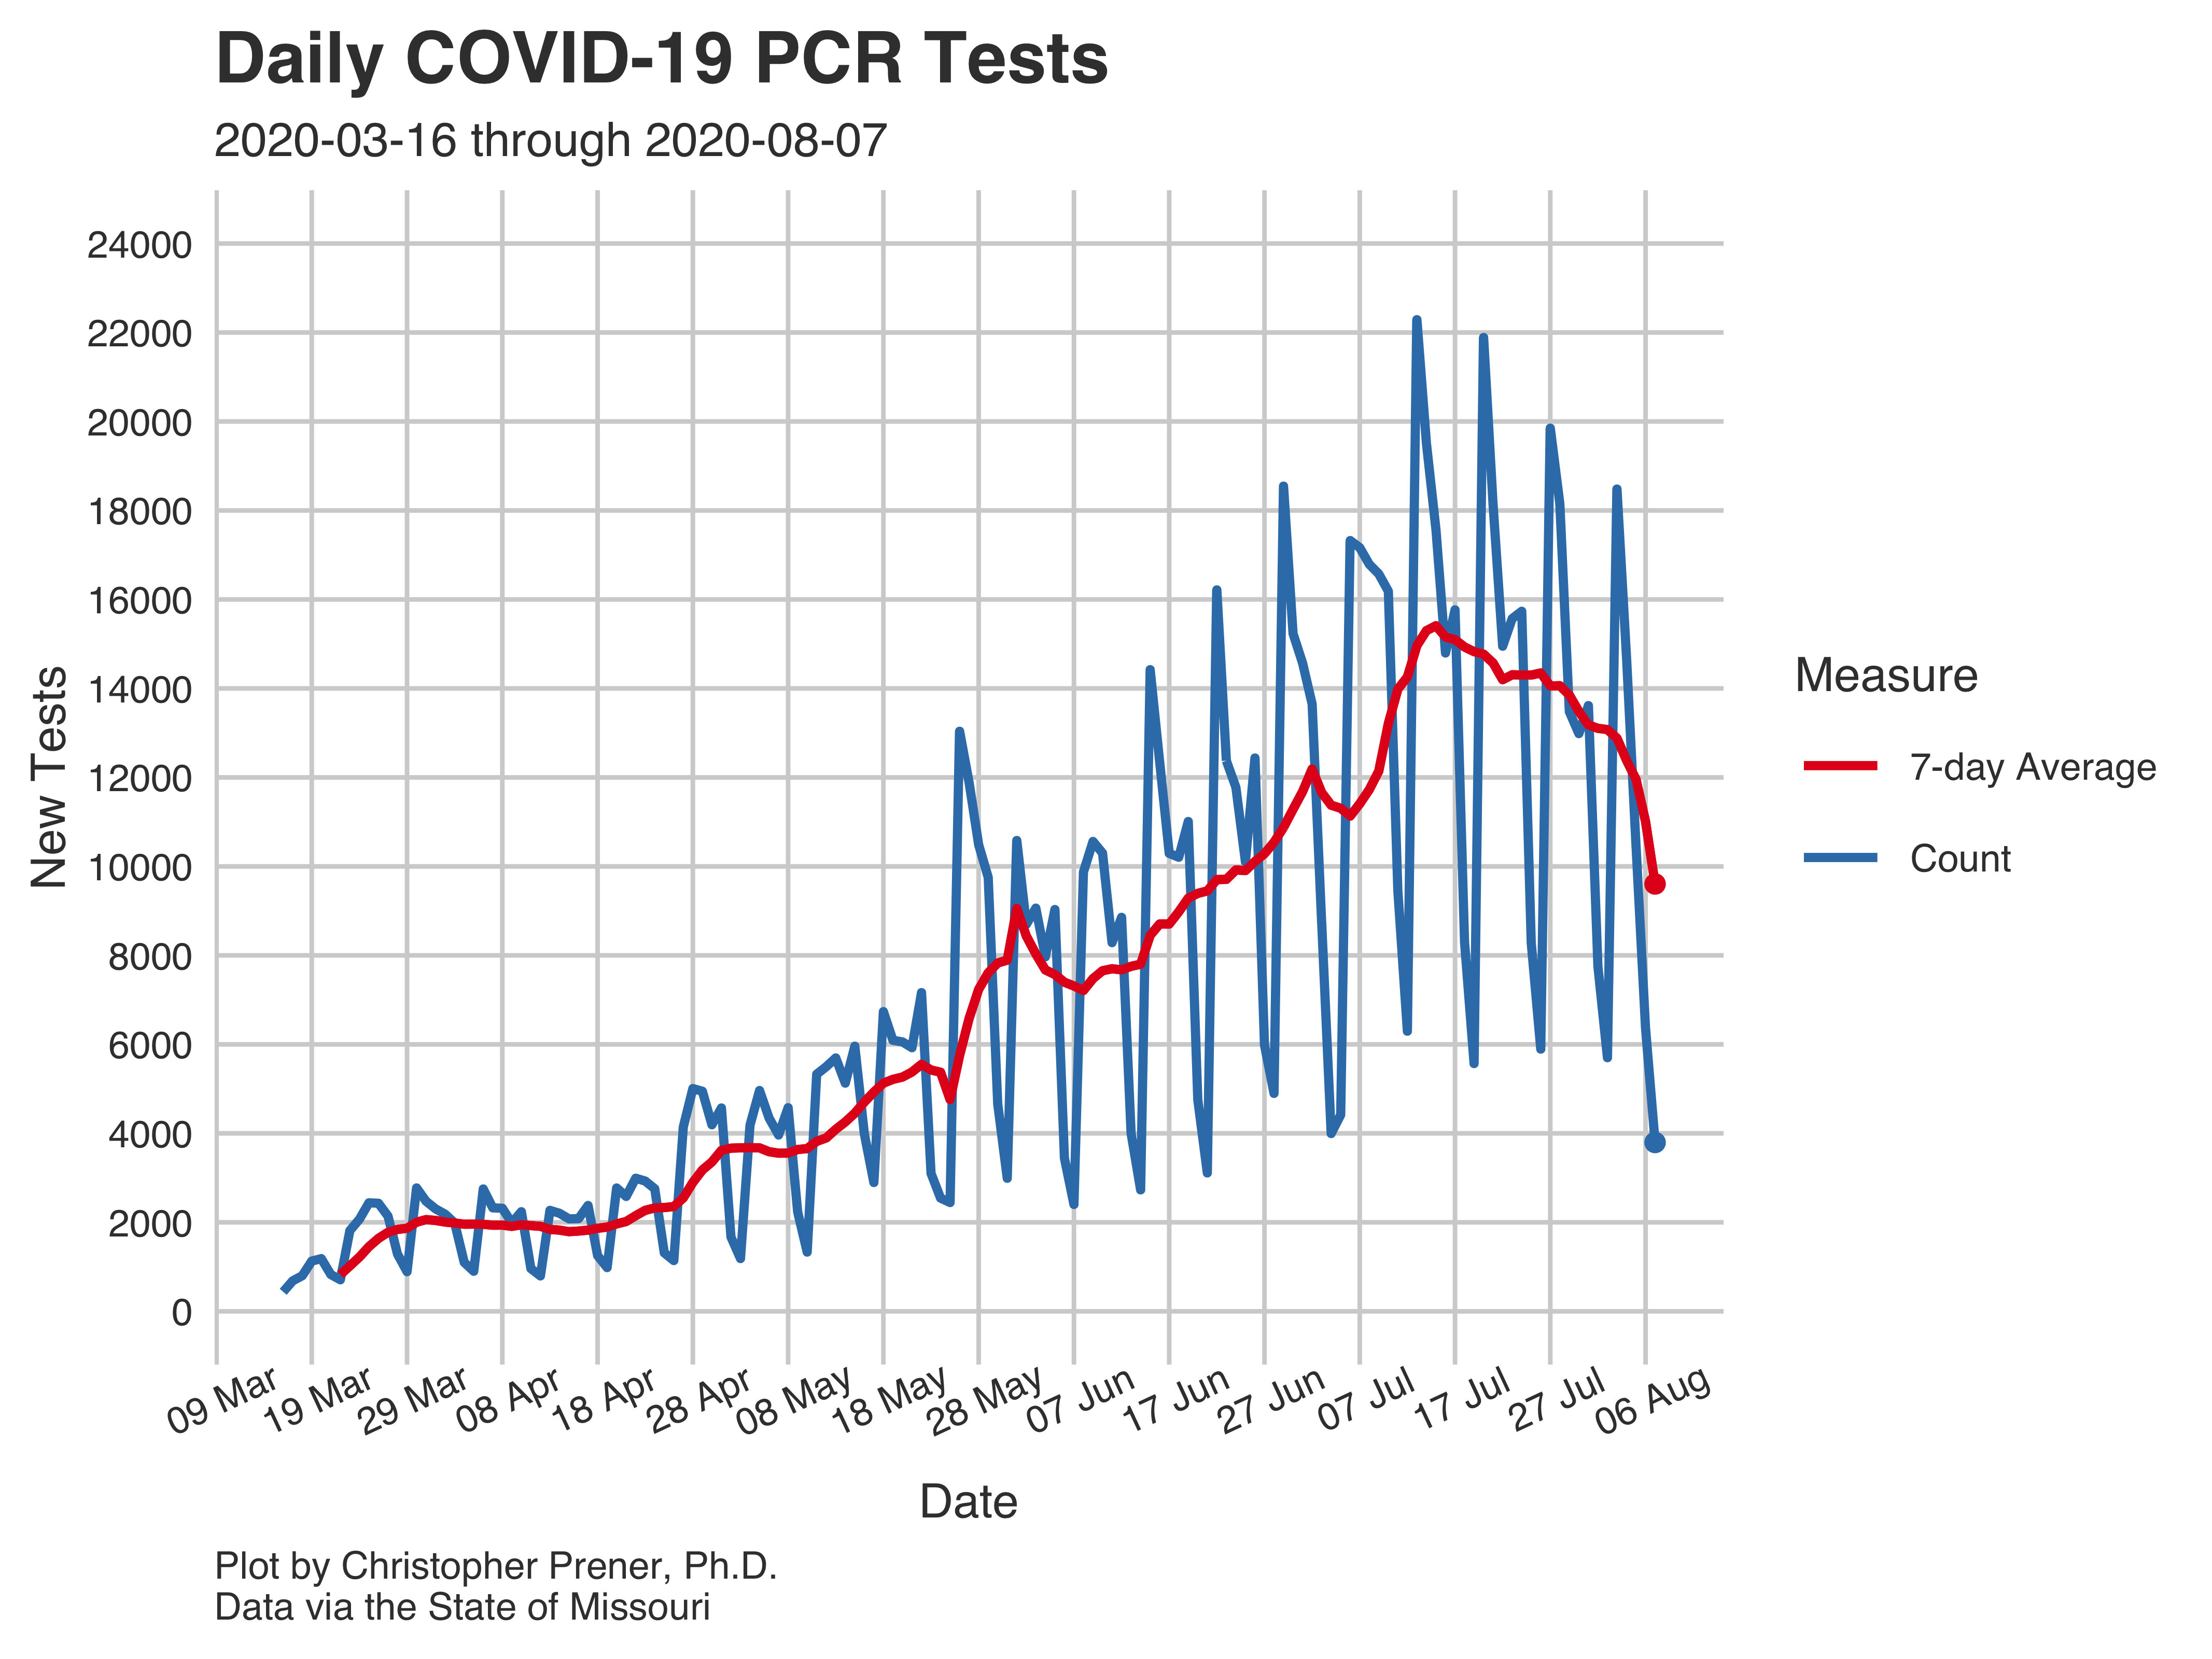 Daily COVID-19 PCR Tests
2020-03-16 through 2020-08-07
24000
22000
20000
18000
16000
14000
12000
10000
8000
6000
4000
2000
0
New Tests
09 Mar
19 Mar
29 Mar
08 Apr
18 Apr
28 Apr
08 May
18 May
28 May
07 Jun
17 Jun
27 Jun
07 Jul
17 Jul
27 Jul
06 Aug
Date
Measure
7-day Average
Count
Plot by Christopher Prener, Ph.D.
Data via the State of Missouri